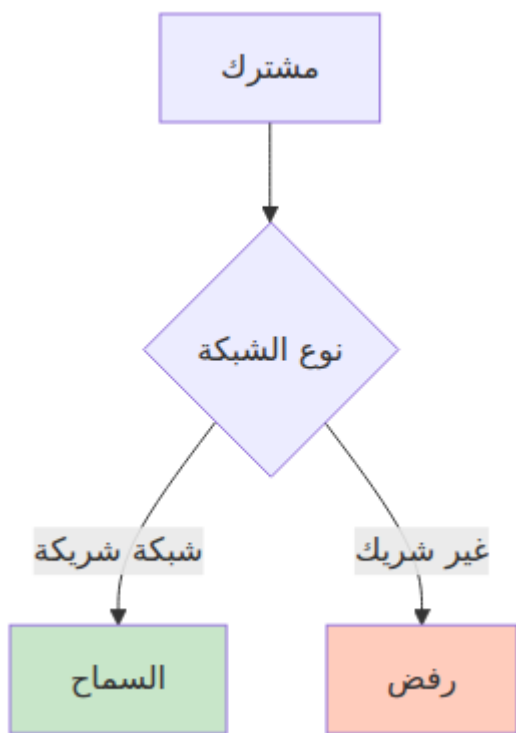 مشترك
نوع الشبكة
شبكة شريكة
غير شريك
السماح
رفض